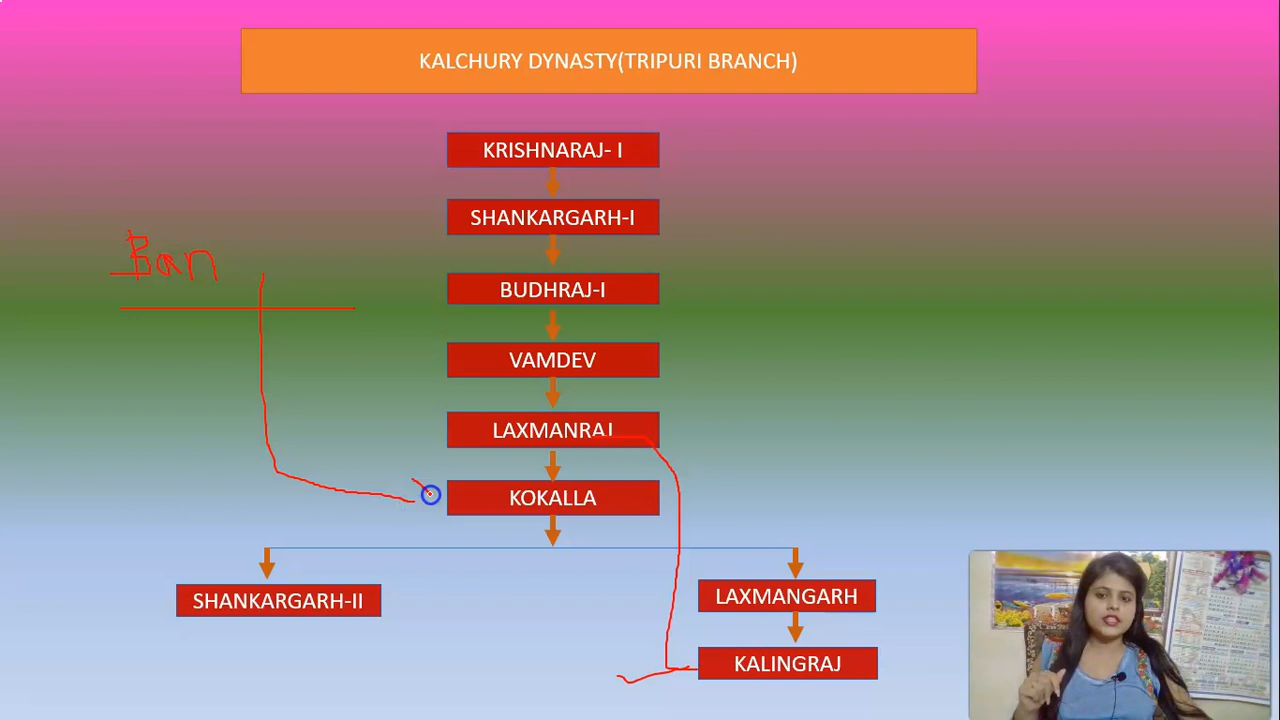 KALCHURY DYNASTY(TRIPURI BRANCH)
KRISHNARAJ- I
SHANKARGARH-I
BUDHRAJ-I
Ban
VAMDEV
LAXMANRAJ
KOKALLA
SHANKARGARH-II
LAXMANGARH
KALINGRAJ